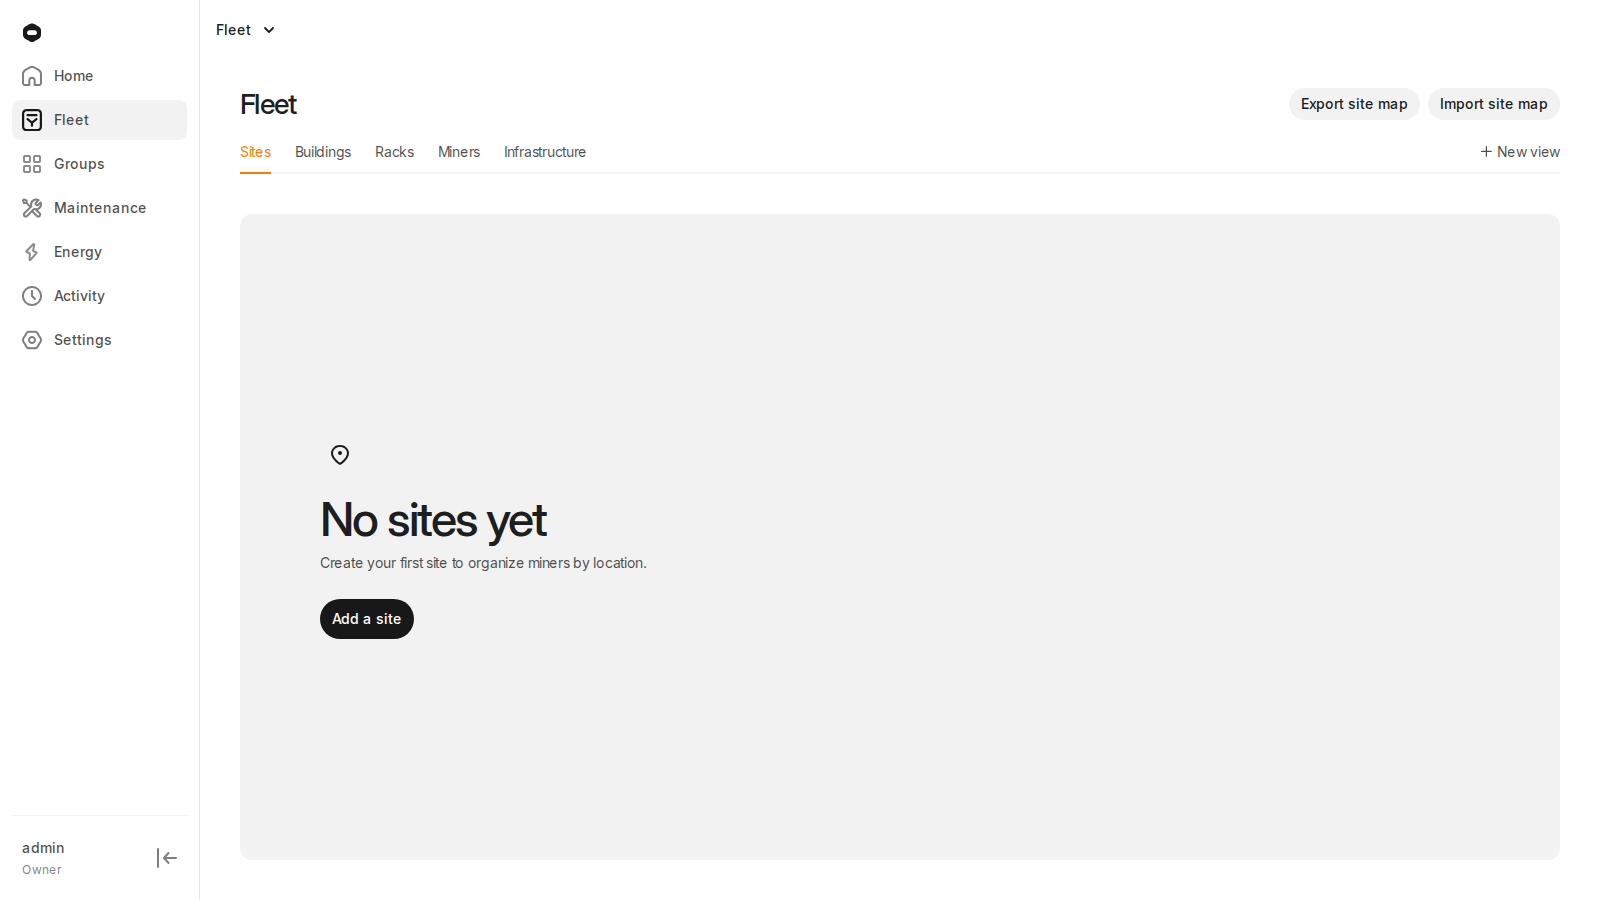 Fleet
Home
Fleet
Groups
Maintenance
Energy
Activity
Settings
admin
Owner
Fleet
Export site map
Import site map
Sites
Buildings
Racks
Miners
Infrastructure
New view
No sites yet
Create your first site to organize miners by location.
Add a site